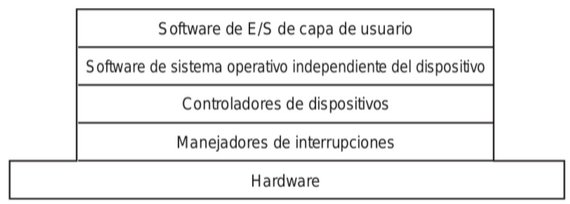 Software de E/S de capa de usuario
Software de sistema operativo independiente del dispositivo
Controladores de dispositivos
Manejadores de interrupciones
Hardware